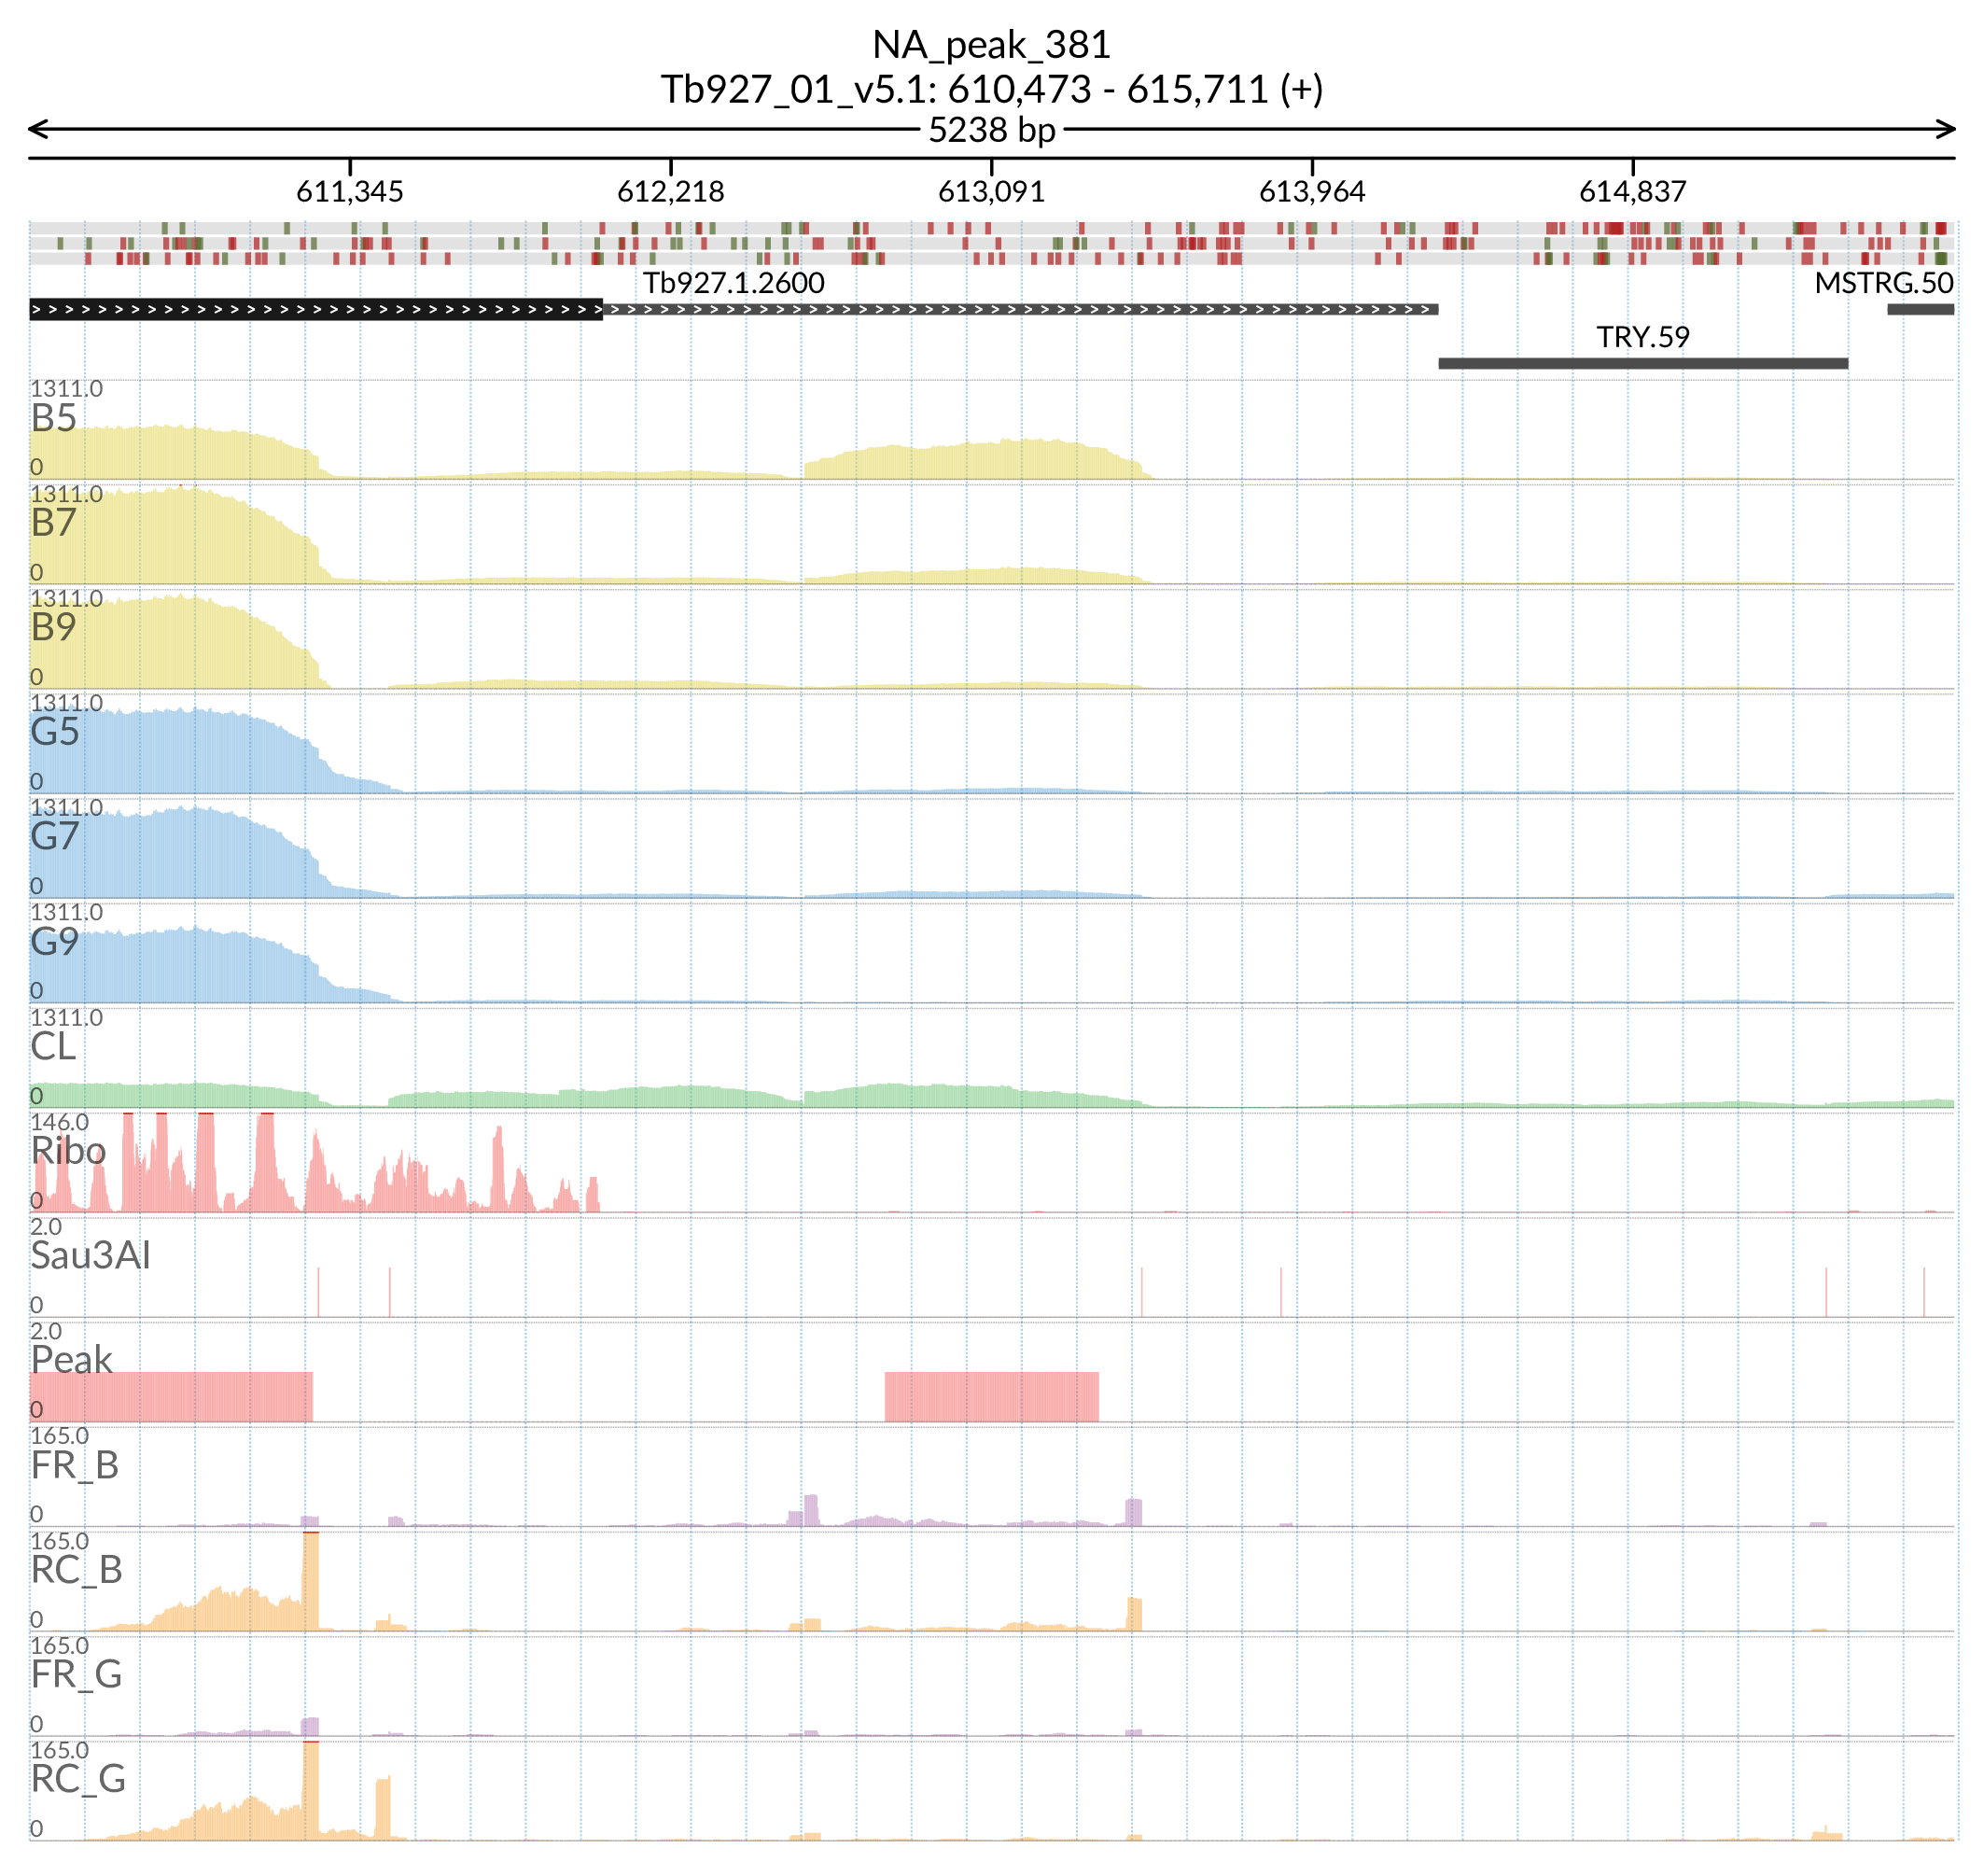 NA_peak_381
Tb927_01_v5.1: 610,473 - 615,711 (+)
5238 bp
611,345 612,218 613,091 613,964 614,837
Tb927.1.2600 MSTRG.50
TRY.59
1311.0
B5
0
1311.0
B7
0
1311.0
B9
0
1311.0
G5
0
1311.0
G7
0
1311.0
G9
0
1311.0
CL
0
146.0
Ribo
0
2.0
Sau3AI
0
2.0
Peak
0
165.0
FR_B
0
165.0
RC_B
0
165.0
FR_G
0
165.0
RC_G
0